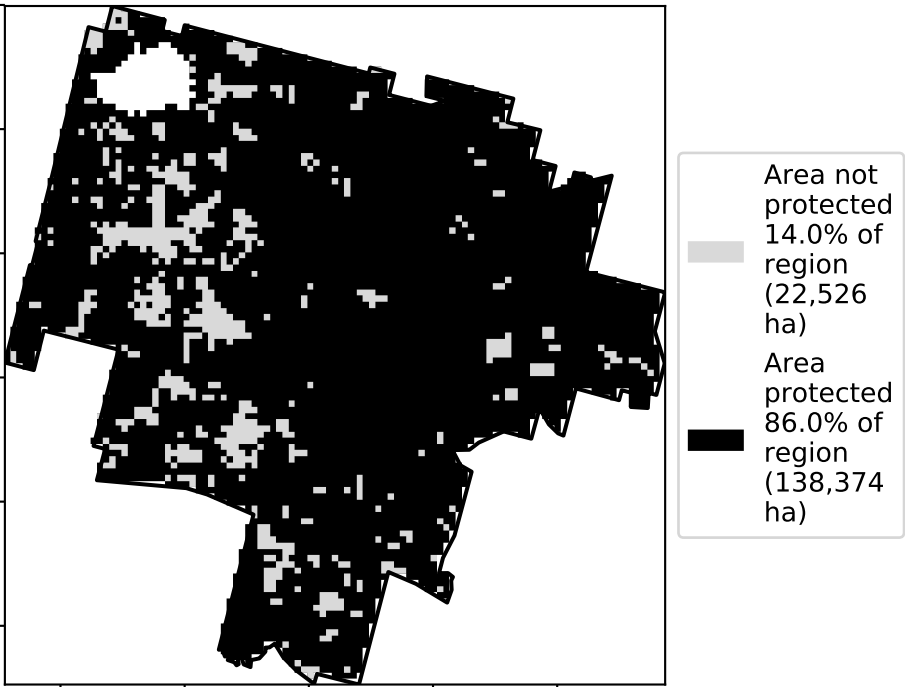 Area not
protected
14.0% of
region
(22,526
ha)
Area
protected
86.0% of
region
(138,374
ha)